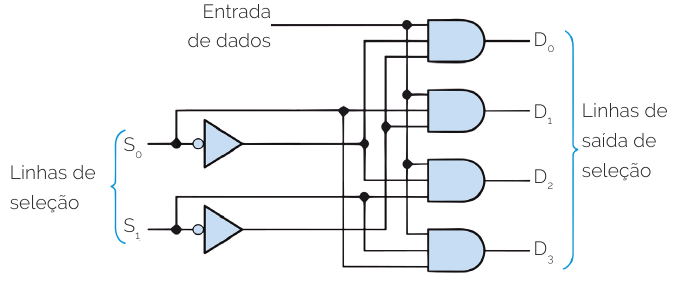 Entrada
de dados
D0
D1
D2
D3
Linhas de
saída de
seleção
Linhas de
seleção
S0
S1